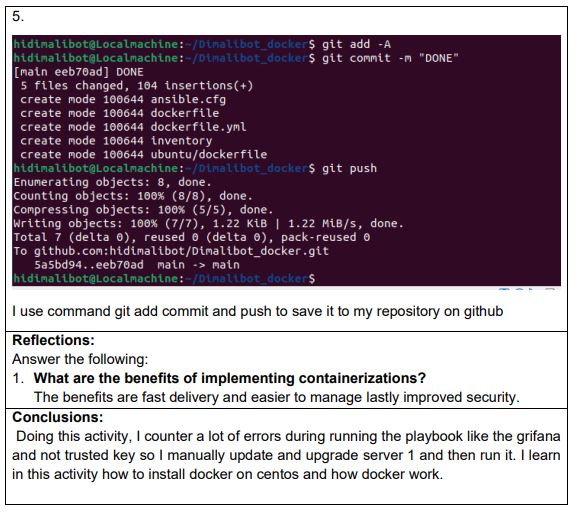 5.
hidimalibot@Localmachine:~/Dimalibot_docker$ git add -A
hidimalibot@Localmachine:~/Dimalibot_docker$ git commit -m "DONE"
[main eeb70ad] DONE
 5 files changed, 104 insertions(+)
 create mode 100644 ansible.cfg
 create mode 100644 dockerfile
 create mode 100644 dockerfile.yml
 create mode 100644 inventory
 create mode 100644 ubuntu/dockerfile
hidimalibot@Localmachine:~/Dimalibot_docker$ git push
Enumerating objects: 8, done.
Counting objects: 100% (8/8), done.
Compressing objects: 100% (5/5), done.
Writing objects: 100% (7/7), 1.22 KiB | 1.22 MiB/s, done.
Total 7 (delta 0), reused 0 (delta 0), pack-reused 0
To github.com:hidimalibot/Dimalibot_docker.git
   5a5bd94..eeb70ad  main -> main
hidimalibot@Localmachine:~/Dimalibot_docker$
I use command git add commit and push to save it to my repository on github
Reflections:
Answer the following:
1. What are the benefits of implementing containerizations?
The benefits are fast delivery and easier to manage lastly improved security.
Conclusions:
Doing this activity, I counter a lot of errors during running the playbook like the grifana
and not trusted key so I manually update and upgrade server 1 and then run it. I learn
in this activity how to install docker on centos and how docker work.